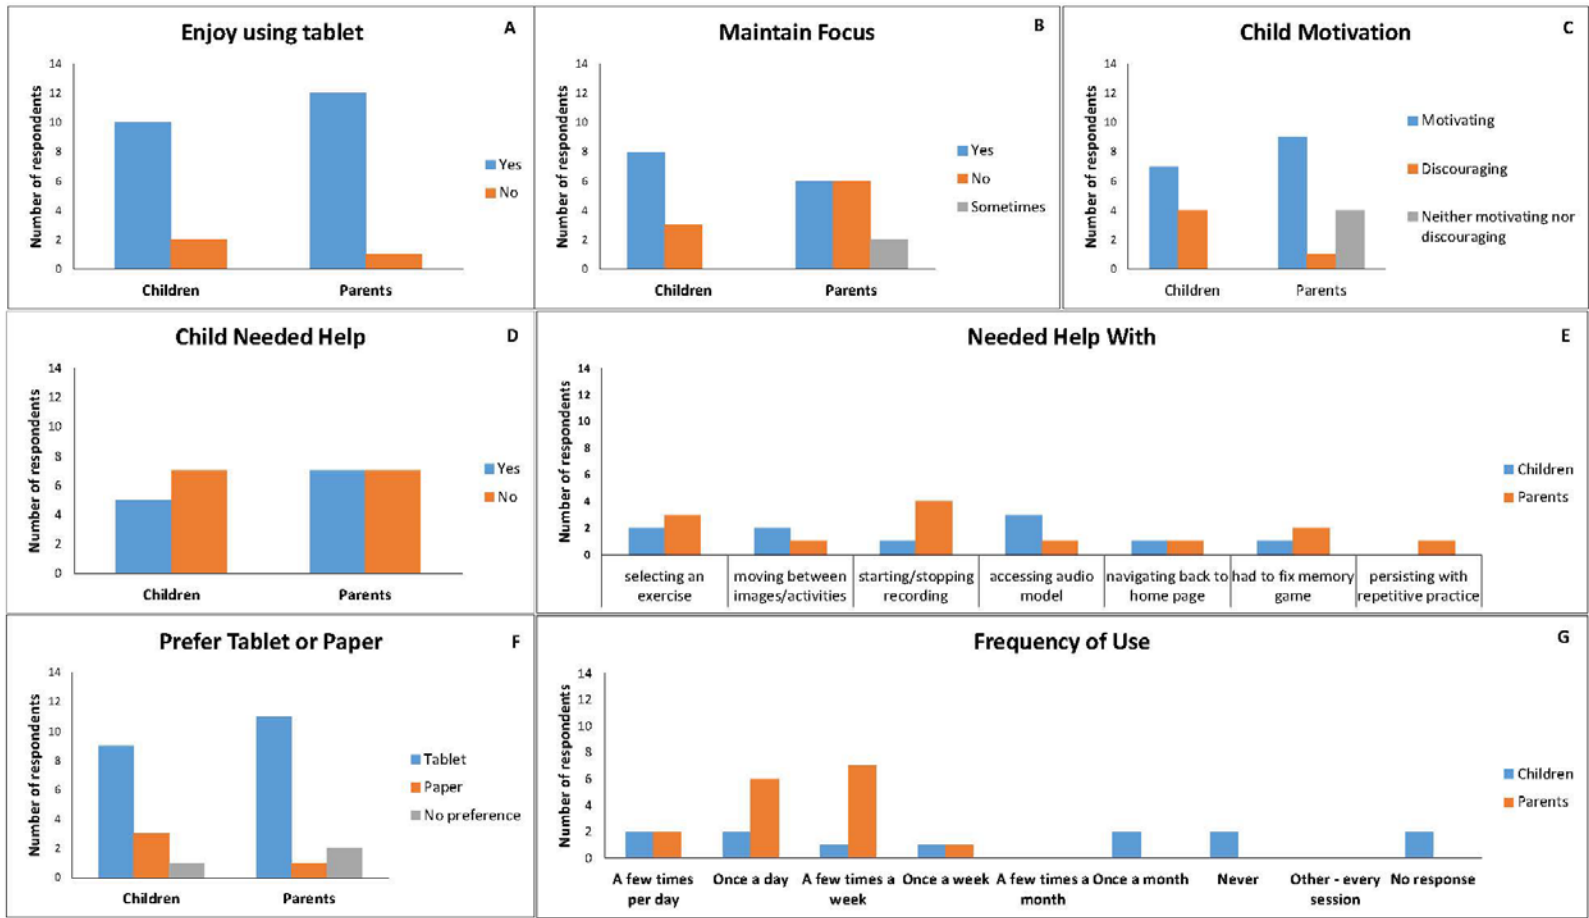 Enjoy using tablet
A
Number of respondents
14
12
10
8
6
4
2
0
Children
Parents
Yes
No
Maintain Focus
B
Number of respondents
14
12
10
8
6
4
2
0
Children
Parents
Yes
No
Sometimes
Child Motivation
C
Number of respondents
14
12
10
8
6
4
2
0
Children
Parents
Motivating
Discouraging
Neither motivating nor
discouraging
Child Needed Help
D
Number of respondents
14
12
10
8
6
4
2
0
Children
Parents
Yes
No
Needed Help With
E
Number of respondents
14
12
10
8
6
4
2
0
selecting an
exercise
moving between
images/activities
starting/stopping
recording
accessing audio
model
navigating back to
home page
had to fix memory
game
persisting with
repetitive practice
Children
Parents
Prefer Tablet or Paper
F
Number of respondents
14
12
10
8
6
4
2
0
Children
Parents
Tablet
Paper
No preference
Frequency of Use
G
Number of respondents
14
12
10
8
6
4
2
0
A few times
per day
Once a day
A few times a
week
Once a week
A few times a
month
Once a month
Never
Other - every
session
No response
Children
Parents